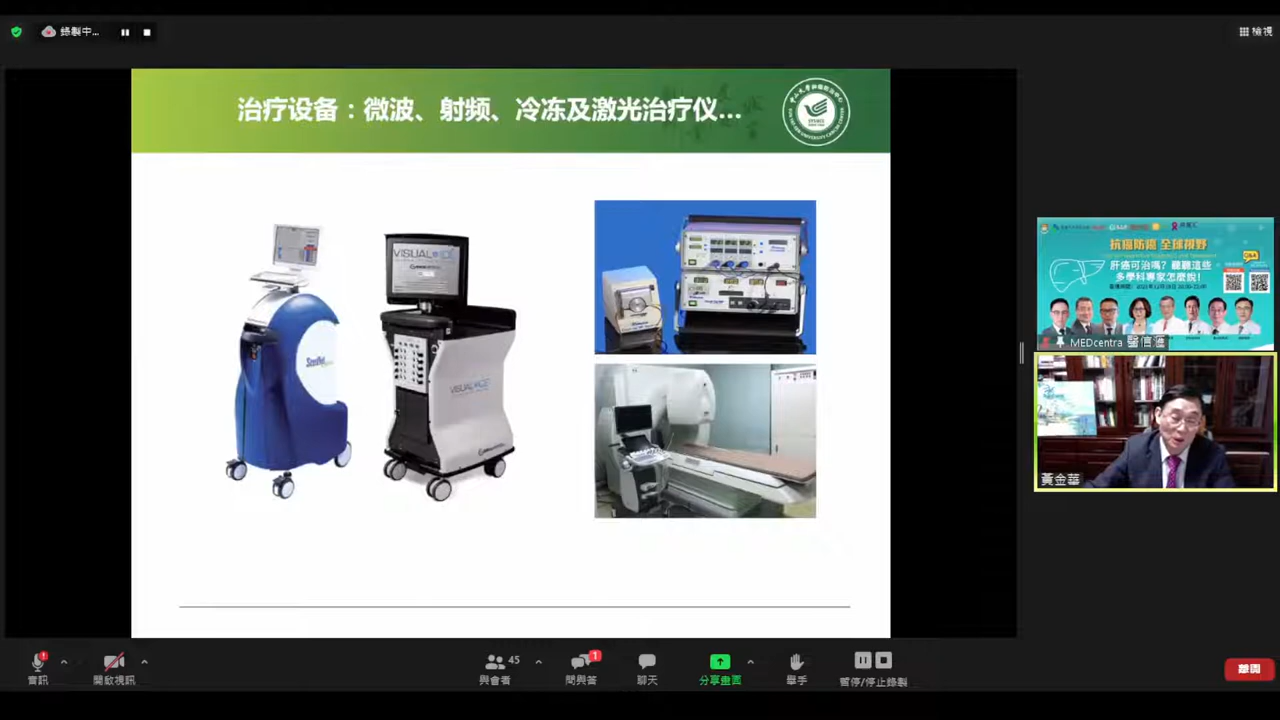 錄製中...
檢視
治疗设备：微波、射频、冷冻及激光治疗仪...
VISUAL
VISUAL ICE
抗癌防癌 全球視野
肝癌可治嗎？聽聽這些
多學科專家怎麼說！
Q&A
MEDcentra 醫信滙
黃金華
音訊
開啟視訊
45
與會者
1
問與答
聊天
分享畫面
舉手
暫停/停止錄製
離開